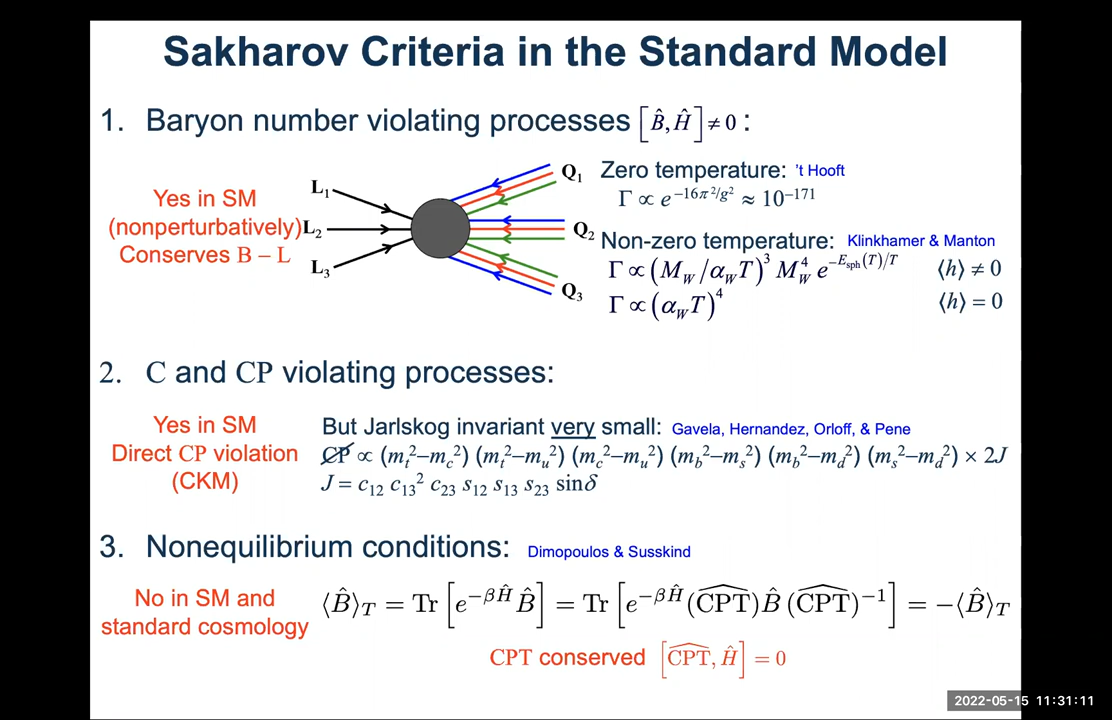 Sakharov Criteria in the Standard Model
1. Baryon number violating processes [B̂, Ĥ] ≠ 0 :
Yes in SM
(nonperturbatively)
Conserves B – L
L₁
L₂
L₃
Q₁
Q₂
Q₃
Zero temperature: 't Hooft
Γ ∝ e^{−16π²/g²} ≈ 10^{−171}
Non-zero temperature: Klinkhamer & Manton
Γ ∝ (M_W/α_W T)³ M_W⁴ e^{−E_sph(T)/T} ⟨h⟩ ≠ 0
Γ ∝ (α_W T)⁴ ⟨h⟩ = 0
2. C and CP violating processes:
Yes in SM
Direct CP violation
(CKM)
But Jarlskog invariant very small: Gavela, Hernandez, Orloff, & Pene
C̸P̸ ∝ (m_t²–m_c²) (m_t²–m_u²) (m_c²–m_u²) (m_b²–m_s²) (m_b²–m_d²) (m_s²–m_d²) × 2J
J = c₁₂ c₁₃² c₂₃ s₁₂ s₁₃ s₂₃ sinδ
3. Nonequilibrium conditions: Dimopoulos & Susskind
No in SM and
standard cosmology
⟨B̂⟩_T = Tr [e^{−βĤ} B̂] = Tr [e^{−βĤ} (\widehat{CPT}) B̂ (\widehat{CPT})^{−1}] = −⟨B̂⟩_T
CPT conserved [\widehat{CPT}, Ĥ] = 0
2022-05-15 11:31:11